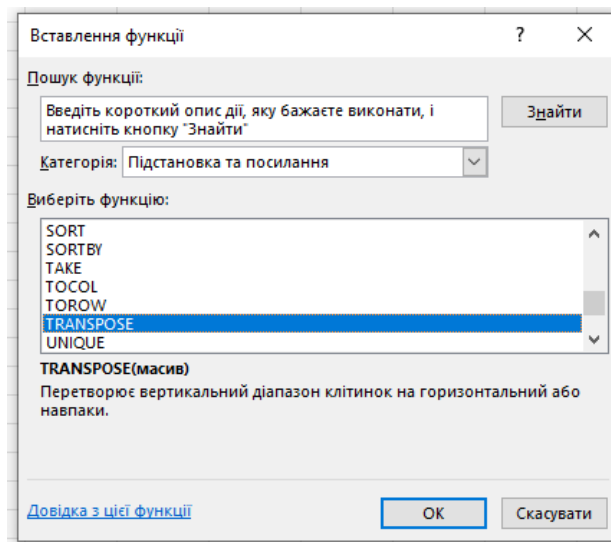 Вставлення функції
?
Пошук функції:
Введіть короткий опис дії, яку бажаєте виконати, і
натисніть кнопку "Знайти"
Знайти
Категорія:
Підстановка та посилання
Виберіть функцію:
SORT
SORTBY
TAKE
TOCOL
TOROW
TRANSPOSE
UNIQUE
TRANSPOSE(масив)
Перетворює вертикальний діапазон клітинок на горизонтальний або
навпаки.
Довідка з цієї функції
ОК
Скасувати